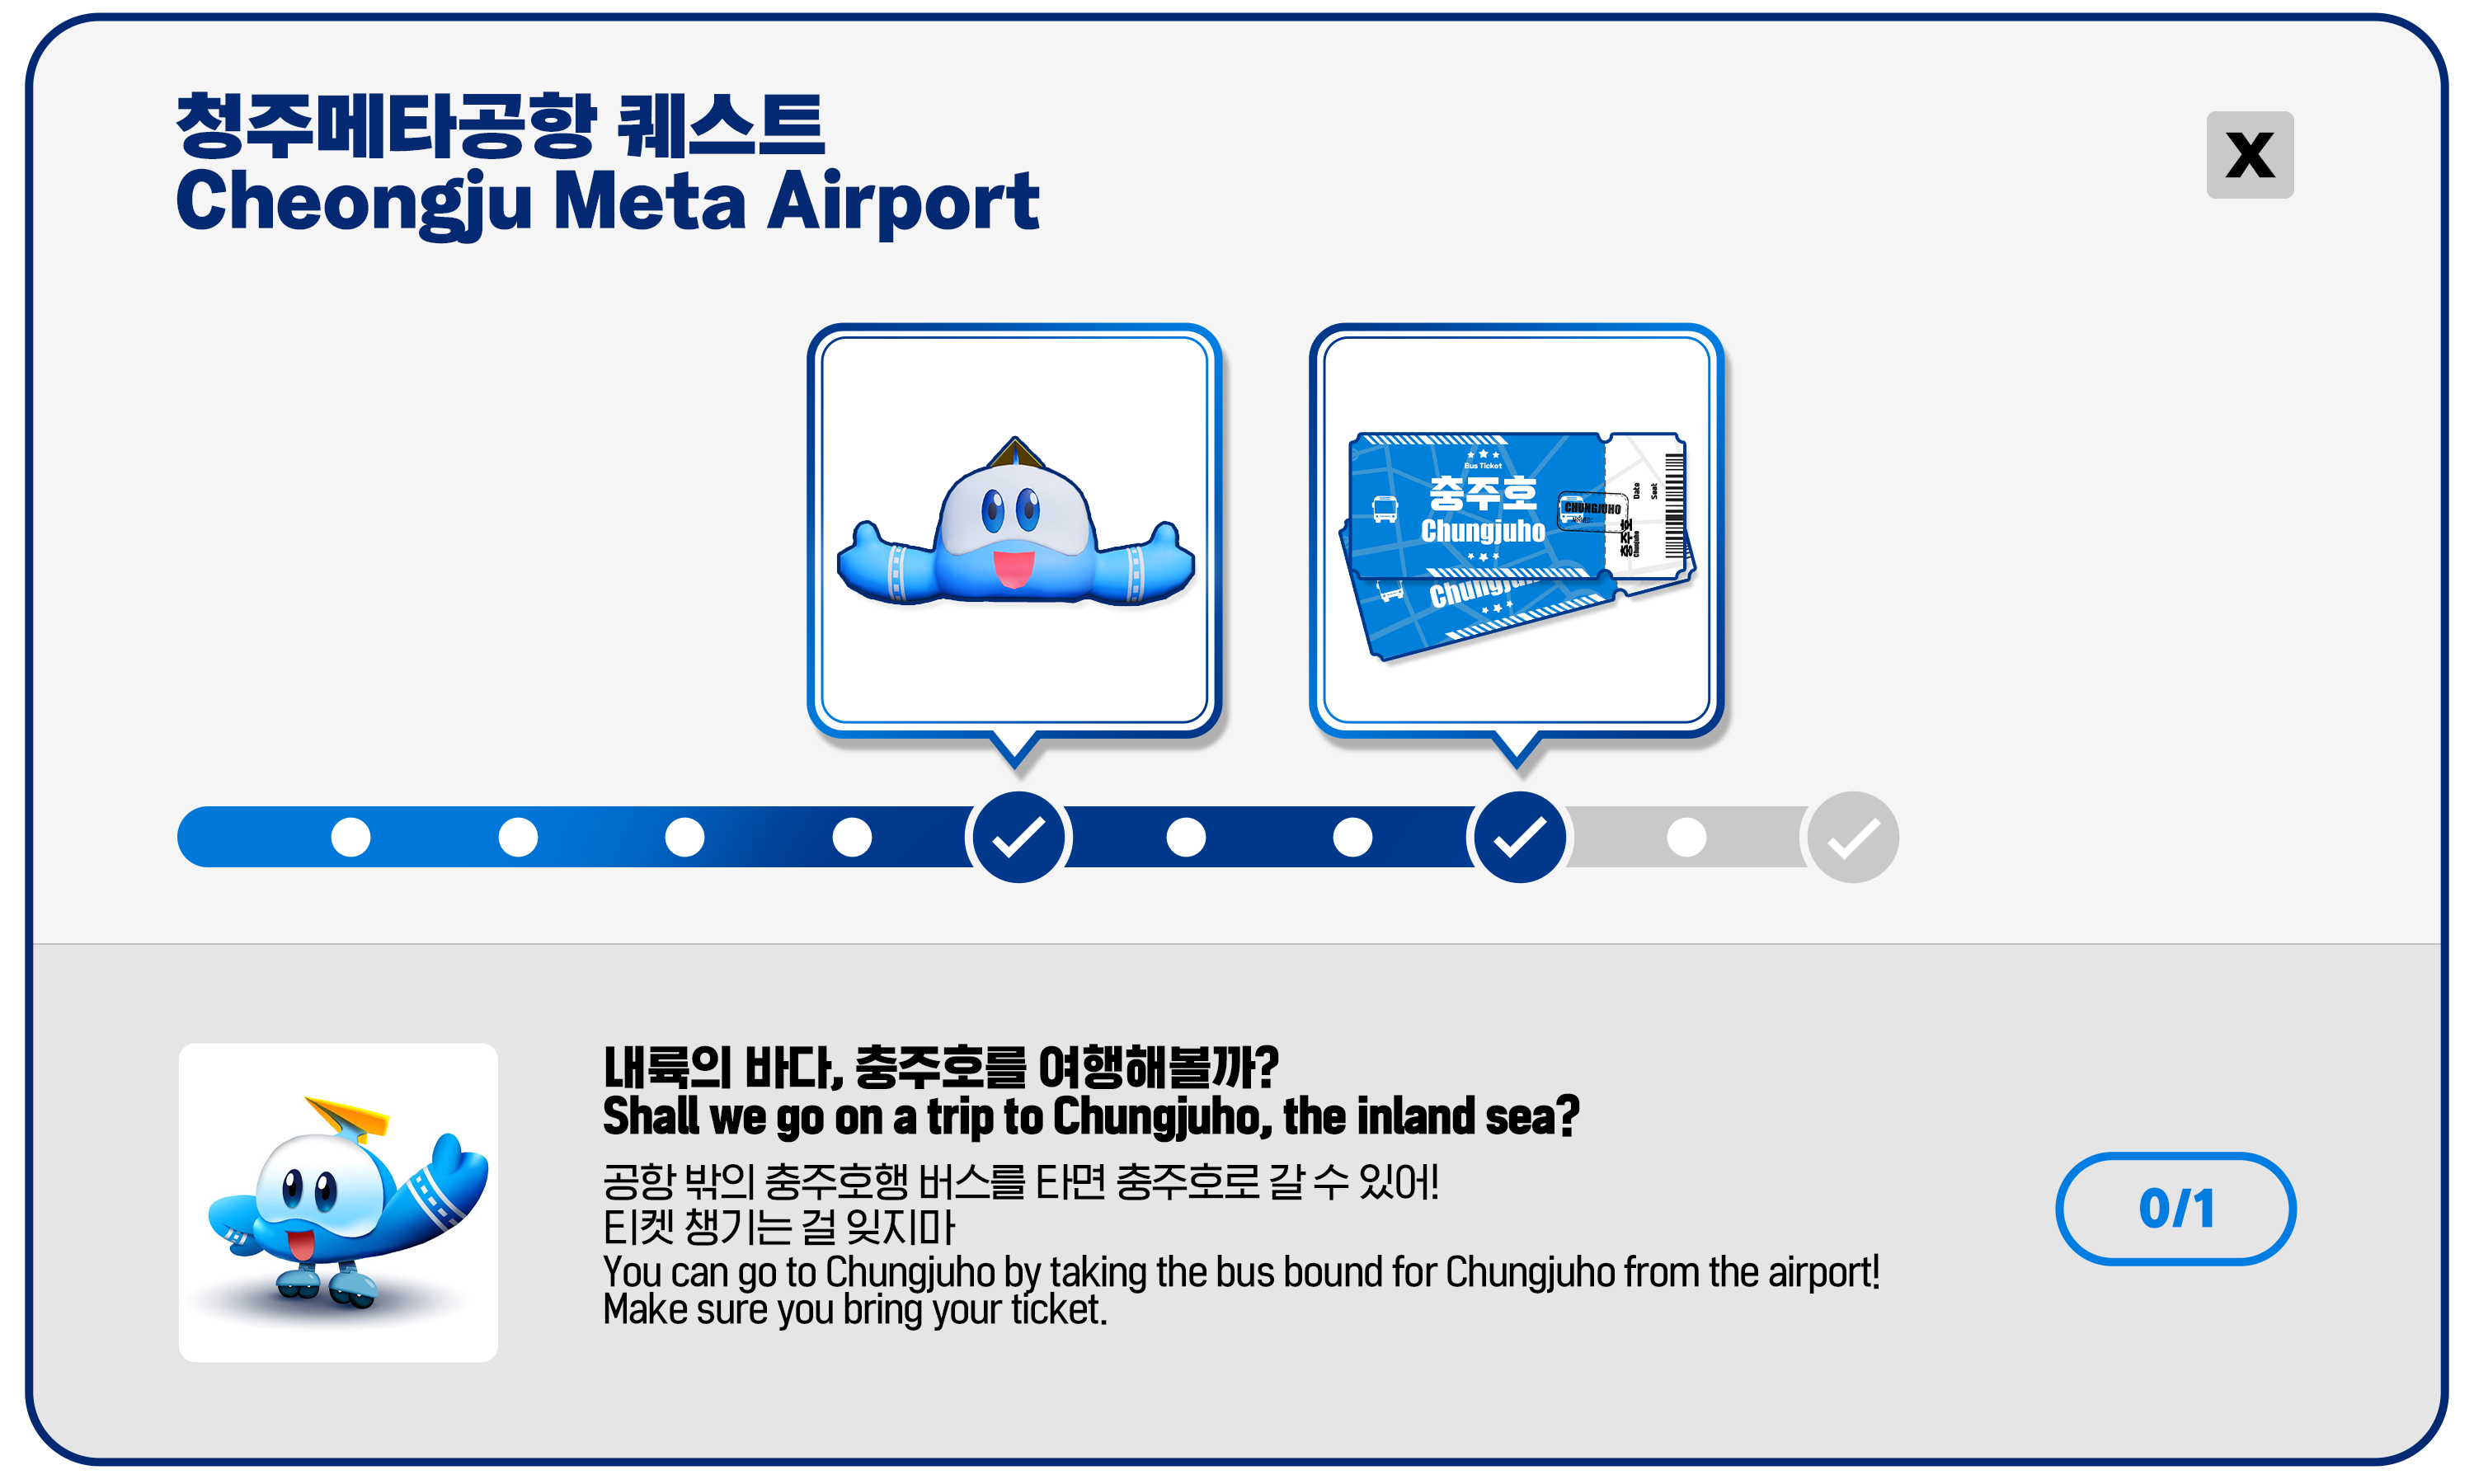 청주메타공항 퀘스트
Cheongju Meta Airport
X
Bus Ticket
충주호
Chungjuho
CHUNGJUHO
Date
Seat
충주호
Chungjuho
Chungju
내륙의 바다, 충주호를 여행해볼까?
Shall we go on a trip to Chungjuho, the inland sea?
공항 밖의 충주호행 버스를 타면 충주호로 갈 수 있어!
티켓 챙기는 걸 잊지마
You can go to Chungjuho by taking the bus bound for Chungjuho from the airport!
Make sure you bring your ticket.
0/1